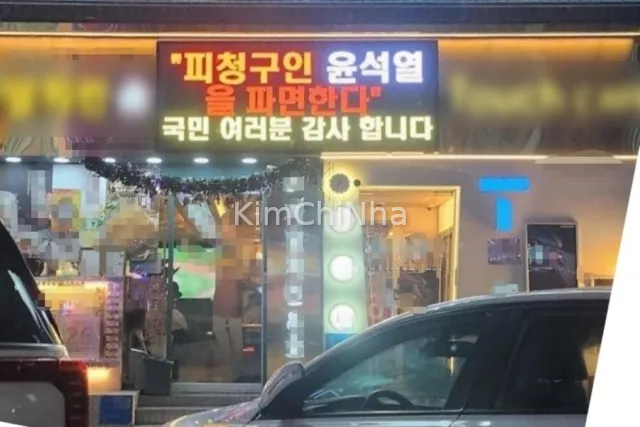 "피청구인 윤석열
을 파면한다"
국민 여러분 감사 합니다
KimChiNha